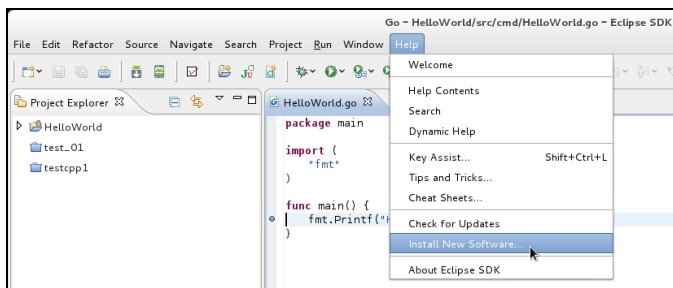 Go – HelloWorld/src/cmd/HelloWorld.go – Eclipse SDK
File Edit Refactor Source Navigate Search Project Run Window Help
Project Explorer
HelloWorld
test_01
testcpp1
HelloWorld.go
package main
import (
"fmt"
)
func main() {
fmt.Printf("
}
Welcome
Help Contents
Search
Dynamic Help
Key Assist... Shift+Ctrl+L
Tips and Tricks...
Cheat Sheets...
Check for Updates
Install New Software...
About Eclipse SDK